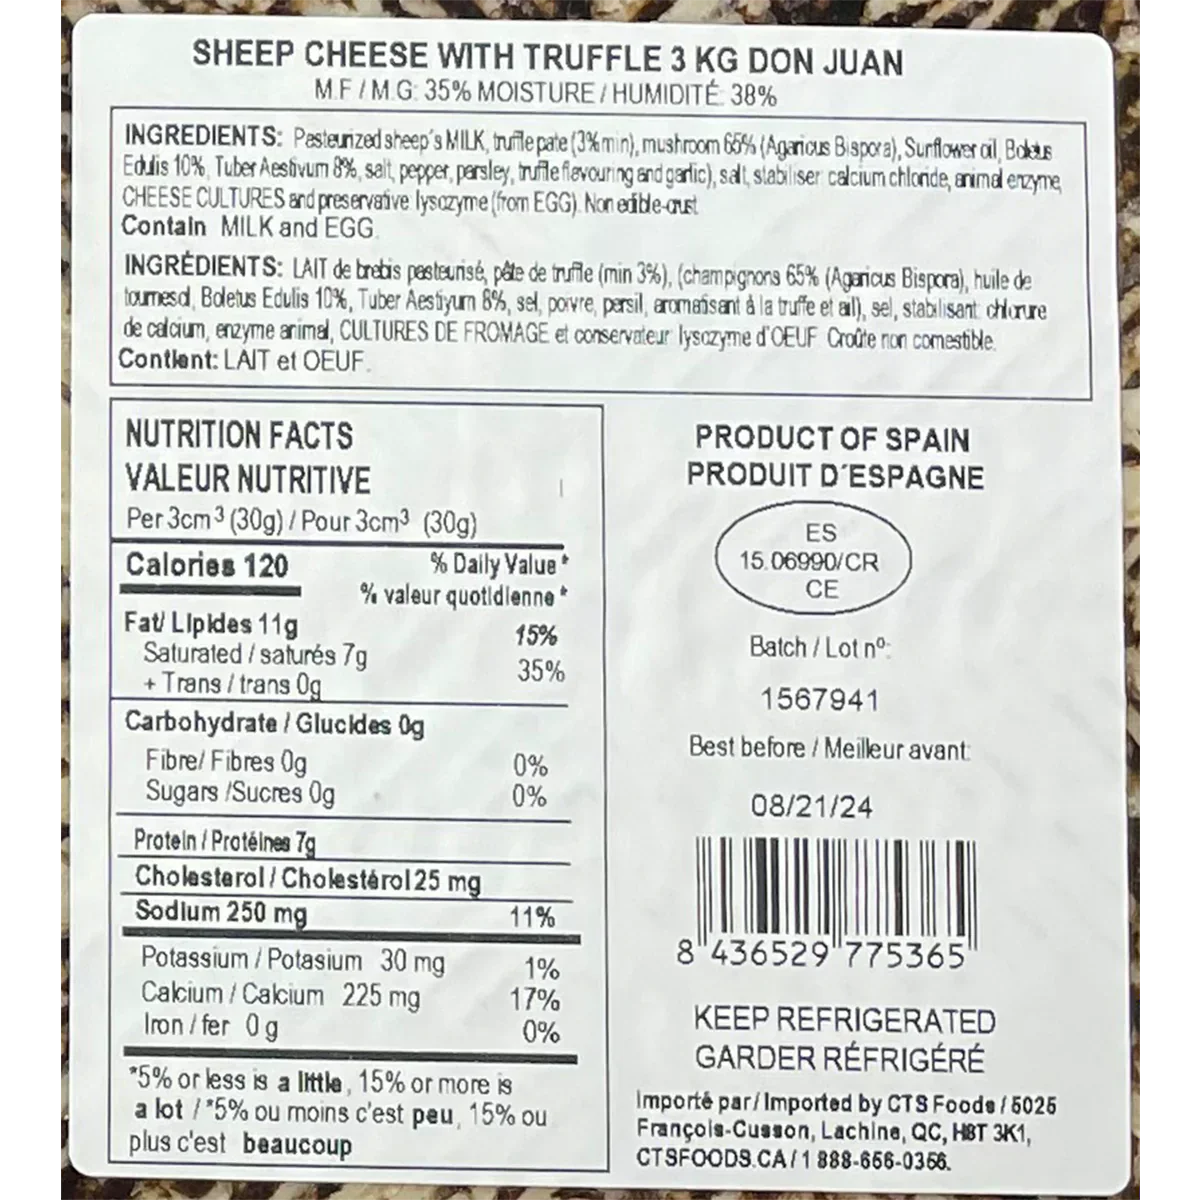 SHEEP CHEESE WITH TRUFFLE 3 KG DON JUAN
M.F / M.G: 35% MOISTURE / HUMIDITÉ: 38%
INGREDIENTS: Pasteurized sheep's MILK, truffle pate (3% min), mushroom 65% (Agaricus Bispora), Sunflower oil, Boletus
Edulis 10%, Tuber Aestivum 8%, salt, pepper, parsley, truffle flavouring and garlic), salt, stabiliser: calcium chloride, animal enzyme,
CHEESE CULTURES and preservative: lysozyme (from EGG). Non edible-crust
Contain MILK and EGG.
INGRÉDIENTS: LAIT de brebis pasteurisé, pâte de truffle (min 3%), (champignons 65% (Agaricus Bispora), huile de
tournesol, Boletus Edulis 10%, Tuber Aestiyum 8%, sel, poivre, persil, aromatisant à la truffe et ail), sel, stabilisant: chlorure
de calcium, enzyme animal, CULTURES DE FROMAGE et conservateur: lysozyme d'OEUF. Croûte non comestible.
Contient: LAIT et OEUF.
NUTRITION FACTS
VALEUR NUTRITIVE
Per 3cm³ (30g) / Pour 3cm³ (30g)
Calories 120 % Daily Value*
% valeur quotidienne*
Fat/ Lipides 11g 15%
Saturated / saturés 7g 35%
+ Trans / trans 0g
Carbohydrate / Glucides 0g
Fibre/ Fibres 0g 0%
Sugars /Sucres 0g 0%
Protein / Protéines 7g
Cholesterol / Cholestérol 25 mg
Sodium 250 mg 11%
Potassium / Potasium 30 mg 1%
Calcium / Calcium 225 mg 17%
Iron / fer 0 g 0%
*5% or less is a little, 15% or more is
a lot / *5% ou moins c'est peu, 15% ou
plus c'est beaucoup
PRODUCT OF SPAIN
PRODUIT D´ESPAGNE
ES
15.06990/CR
CE
Batch / Lot nº:
1567941
Best before / Meilleur avant:
08/21/24
8 436529 775365
KEEP REFRIGERATED
GARDER RÉFRIGÉRÉ
Importé par / Imported by CTS Foods / 5025
François-Cusson, Lachine, QC, H8T 3K1,
CTSFOODS.CA / 1 888-656-0366.